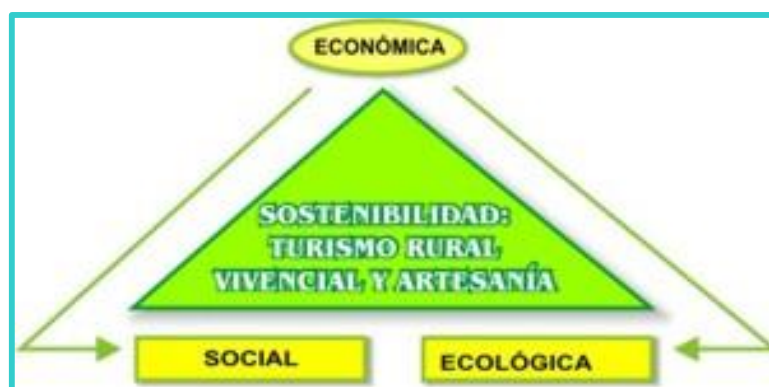 ECONÓMICA
SOSTENIBILIDAD:
TURISMO RURAL
VIVENCIAL Y ARTESANÍA
SOCIAL
ECOLÓGICA